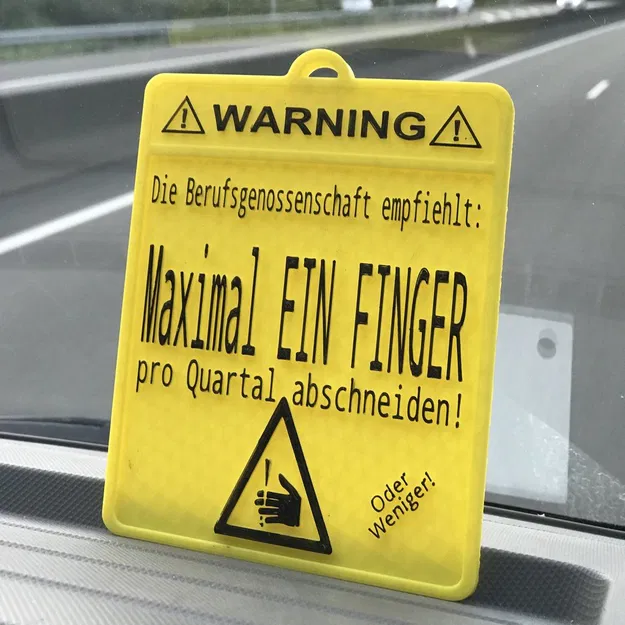 WARNING
Die Berufsgenossenschaft empfiehlt:
Maximal EIN FINGER
pro Quartal abschneiden!
Oder
Weniger!